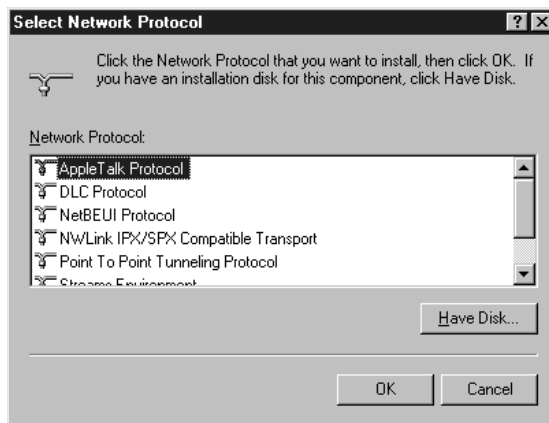 Select Network Protocol
Click the Network Protocol that you want to install, then click OK. If
you have an installation disk for this component, click Have Disk.
Network Protocol:
AppleTalk Protocol
DLC Protocol
NetBEUI Protocol
NWLink IPX/SPX Compatible Transport
Point To Point Tunneling Protocol
Streams Environment
Have Disk...
OK
Cancel